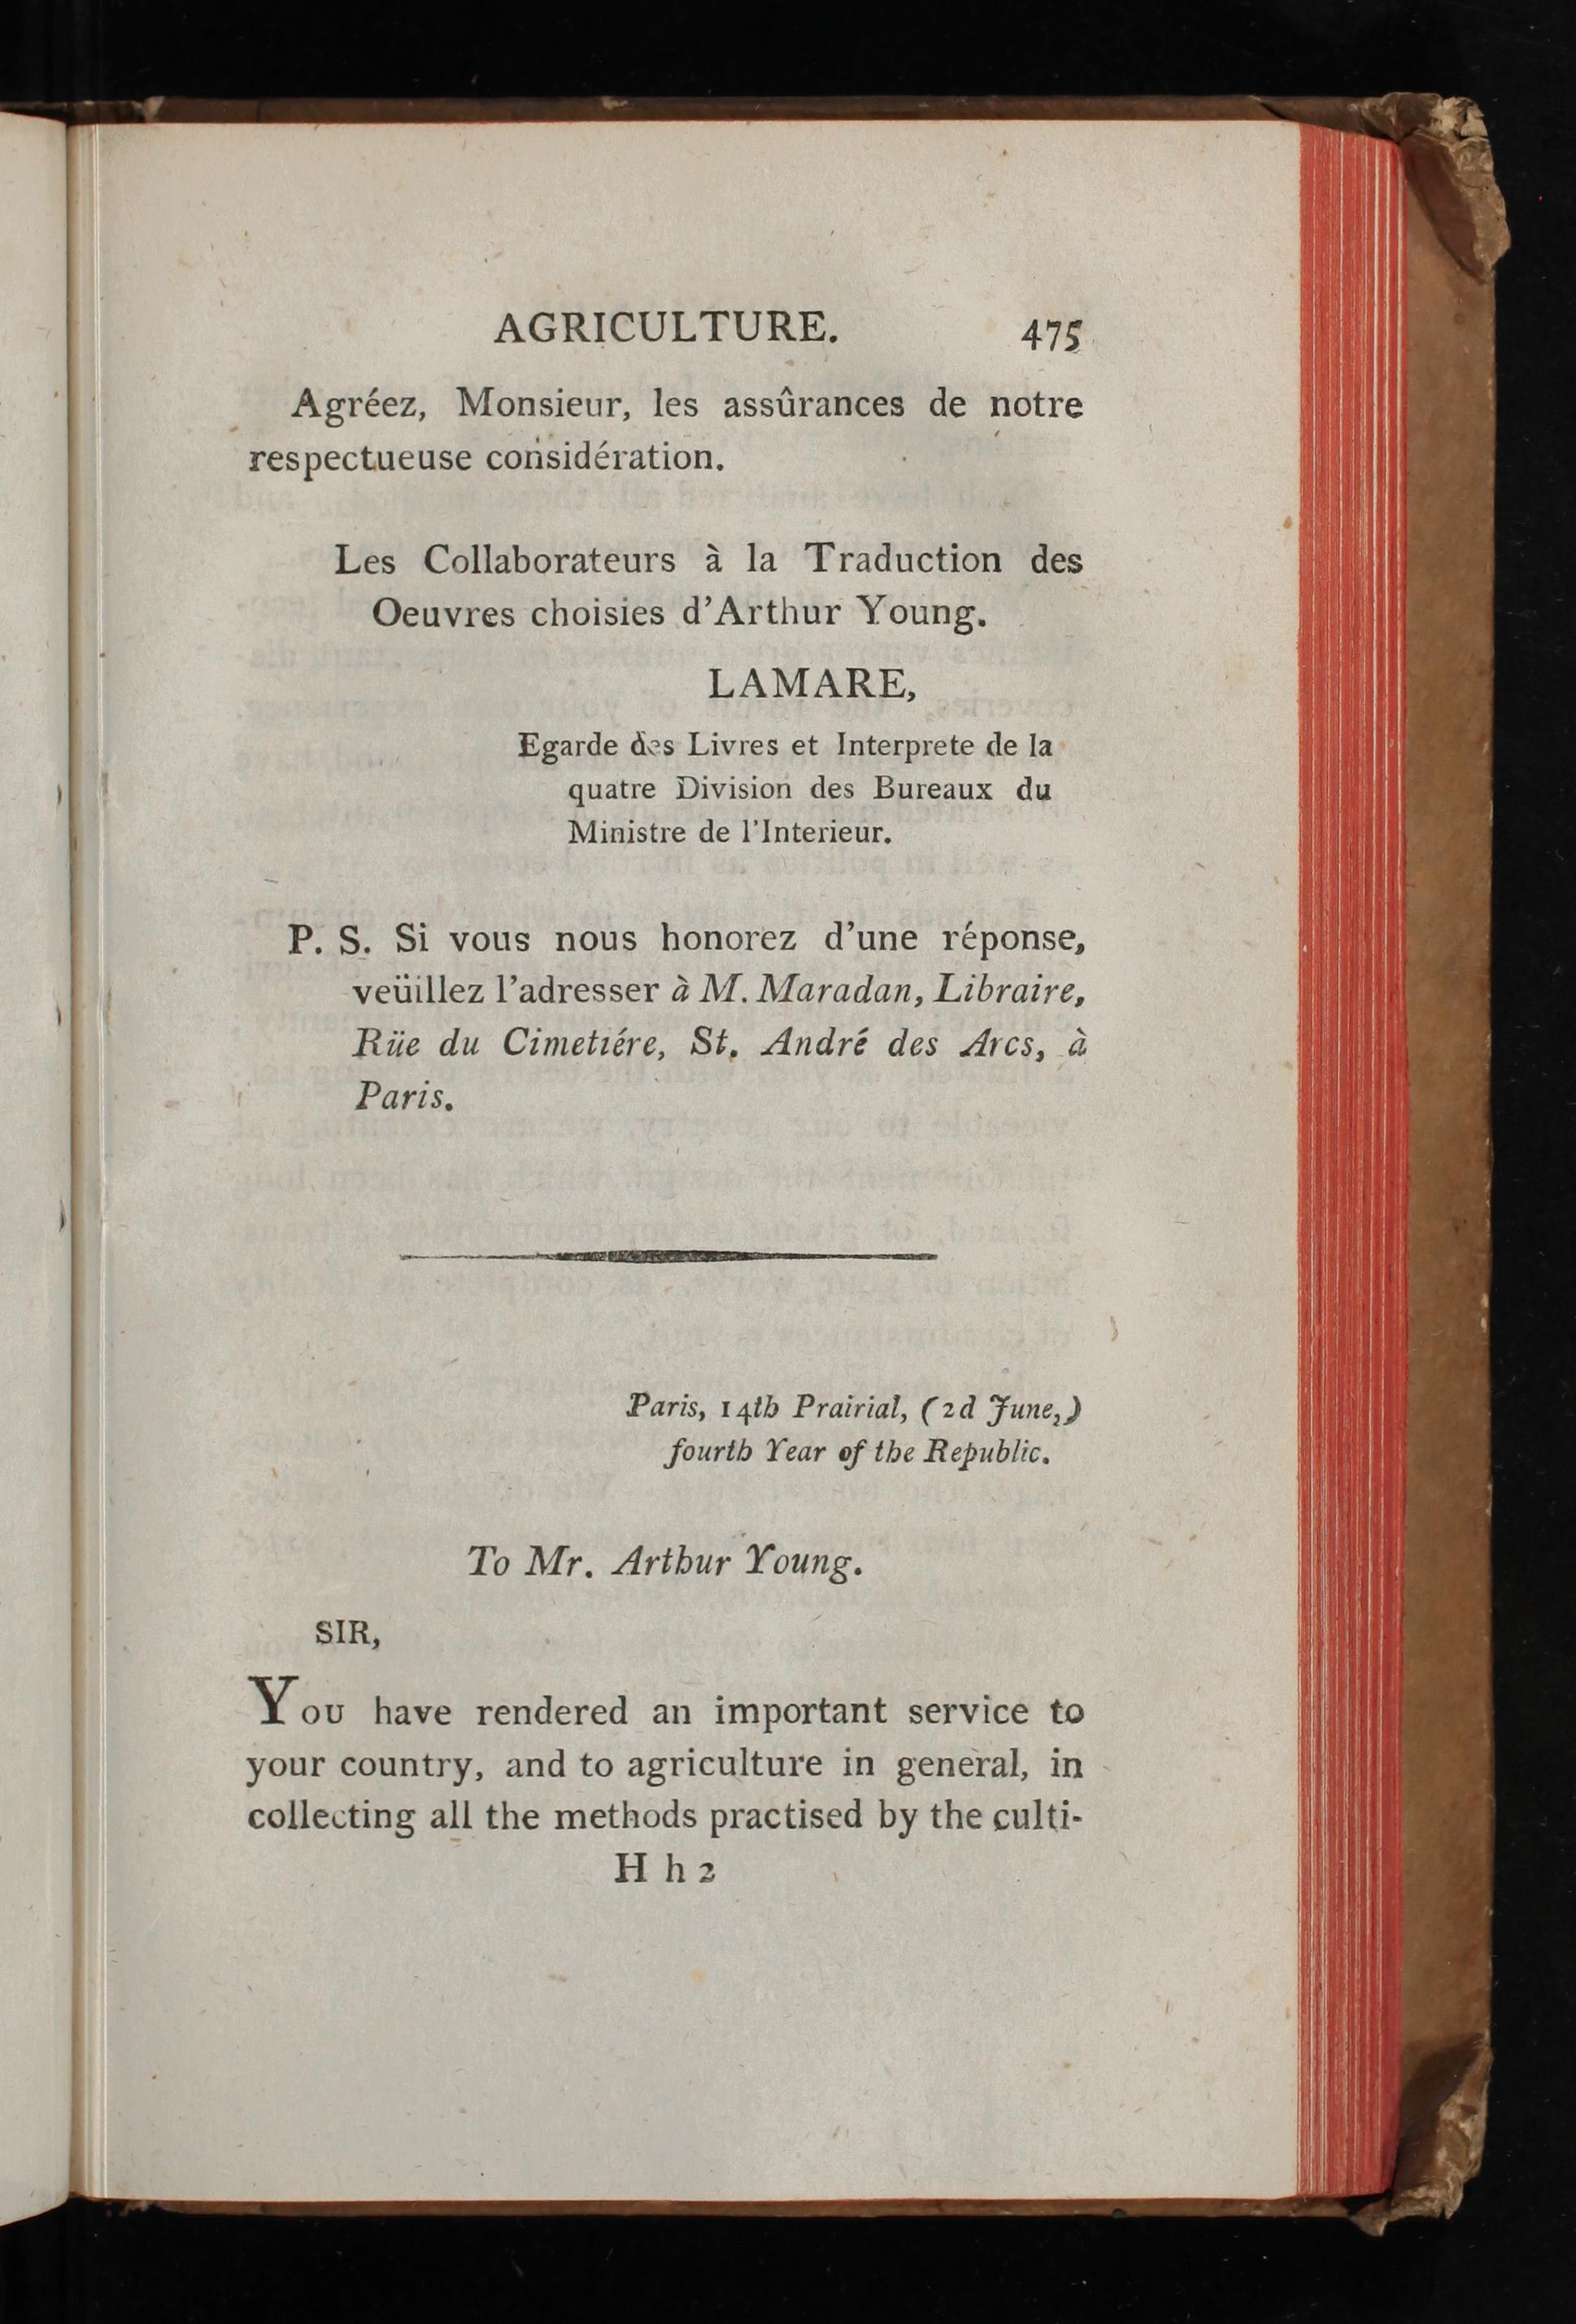 AGRICULTURE. 475
Agréez, Monsieur, les assûrances de notre
respectueuse considération.
Les Collaborateurs à la Traduction des
Oeuvres choisies d'Arthur Young.
LAMARE,
Egarde des Livres et Interprete de la
quatre Division des Bureaux du
Ministre de l'Interieur.
P. S. Si vous nous honorez d'une réponse,
veüillez l'adresser à M. Maradan, Libraire,
Rüe du Cimetiére, St. André des Arcs, à
Paris.
Paris, 14th Prairial, (2d June,)
fourth Year of the Republic.
To Mr. Arthur Young.
SIR,
YOU have rendered an important service to
your country, and to agriculture in general, in
collecting all the methods practised by the culti-
H h 2